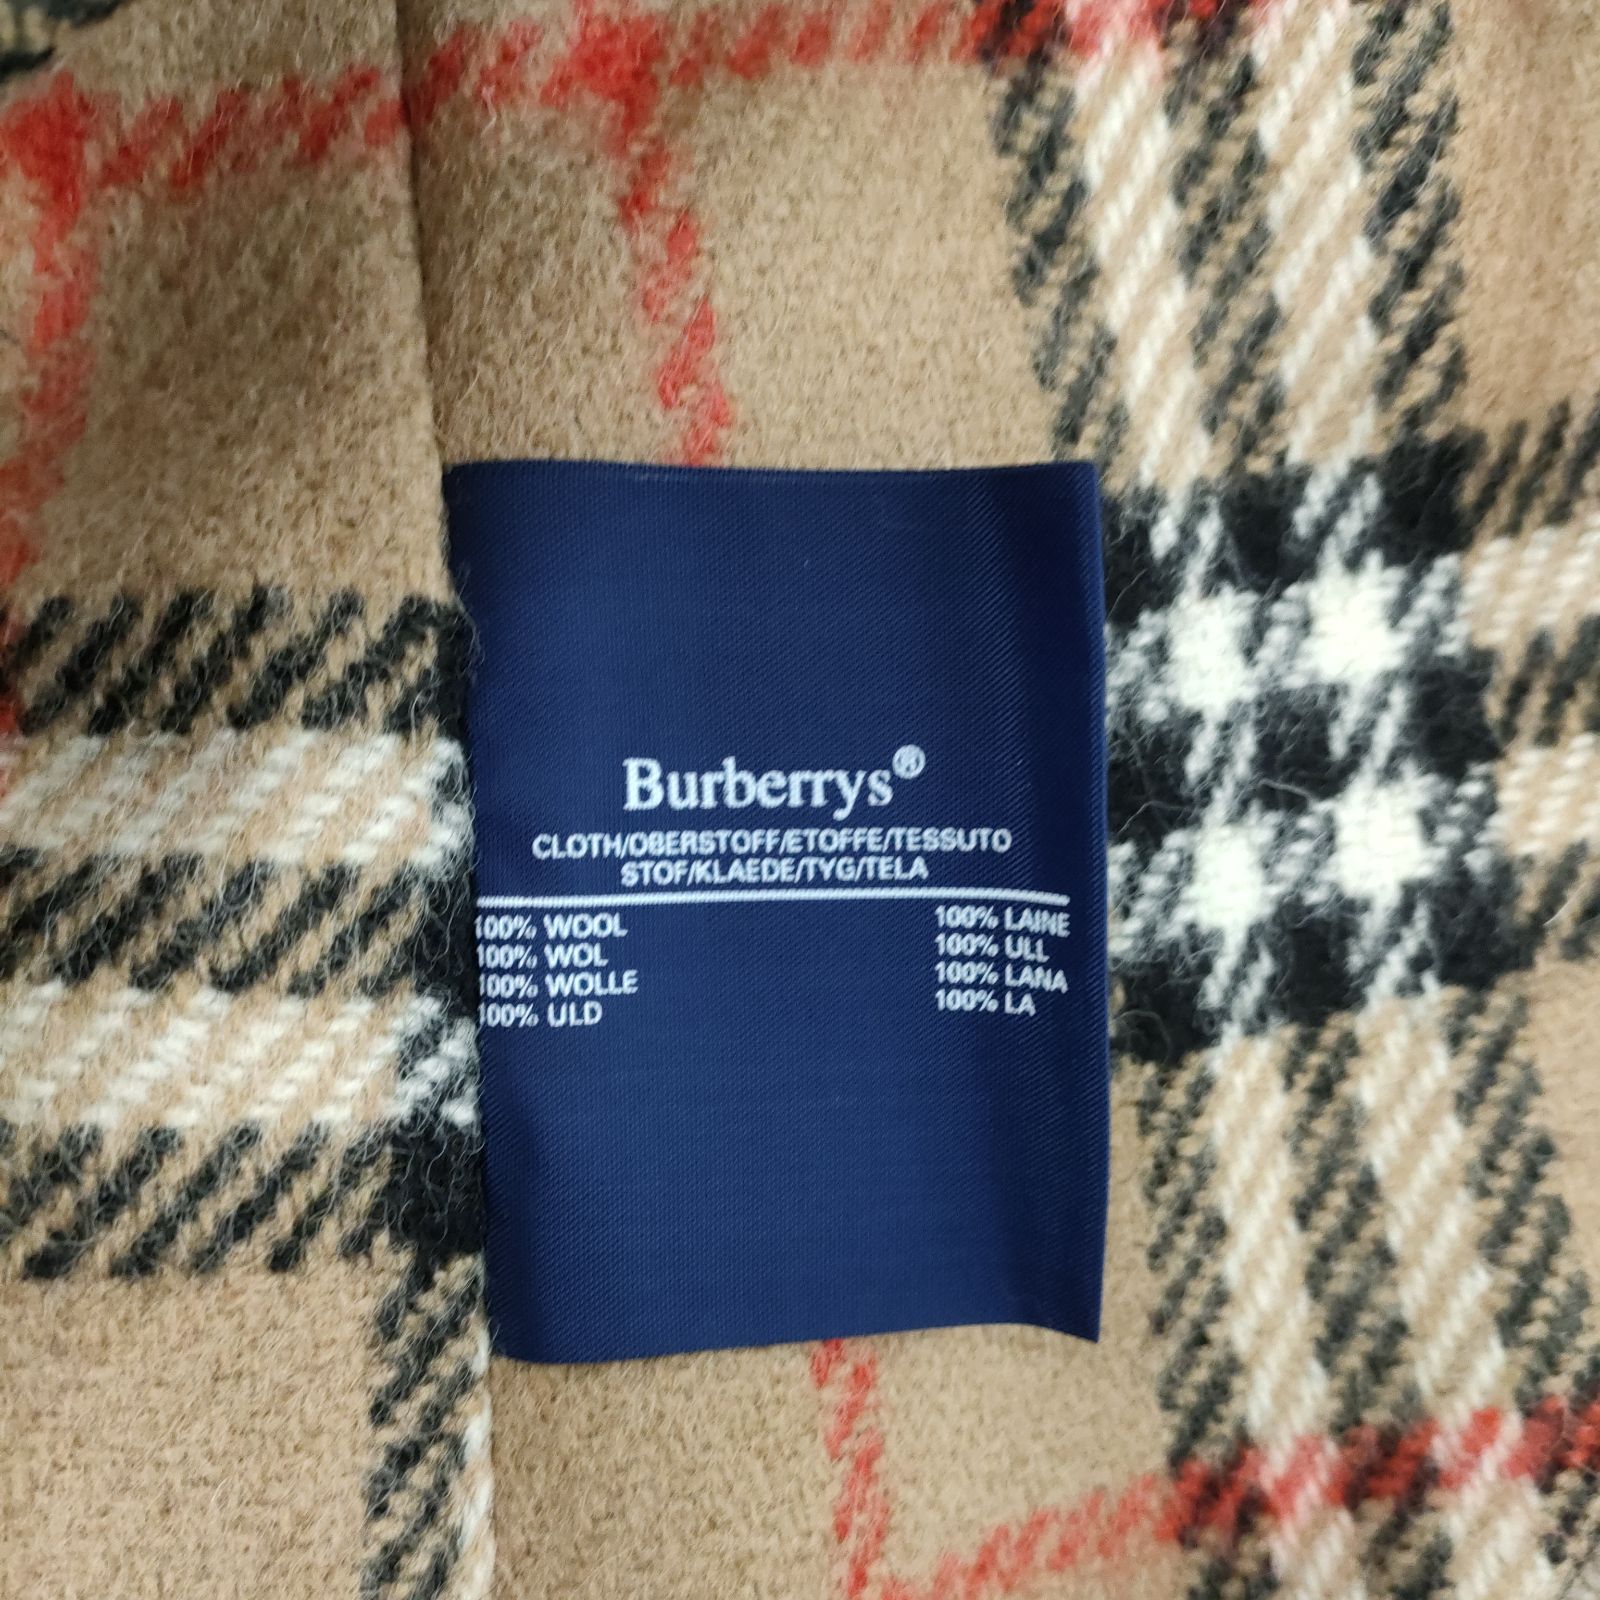 Burberrys®
CLOTH/OBERSTOFF/ETOFFE/TESSUTO
STOF/KLAEDE/TYG/TELA
100% WOOL 100% LAINE
100% WOL 100% ULL
100% WOLLE 100% LANA
100% ULD 100% LA